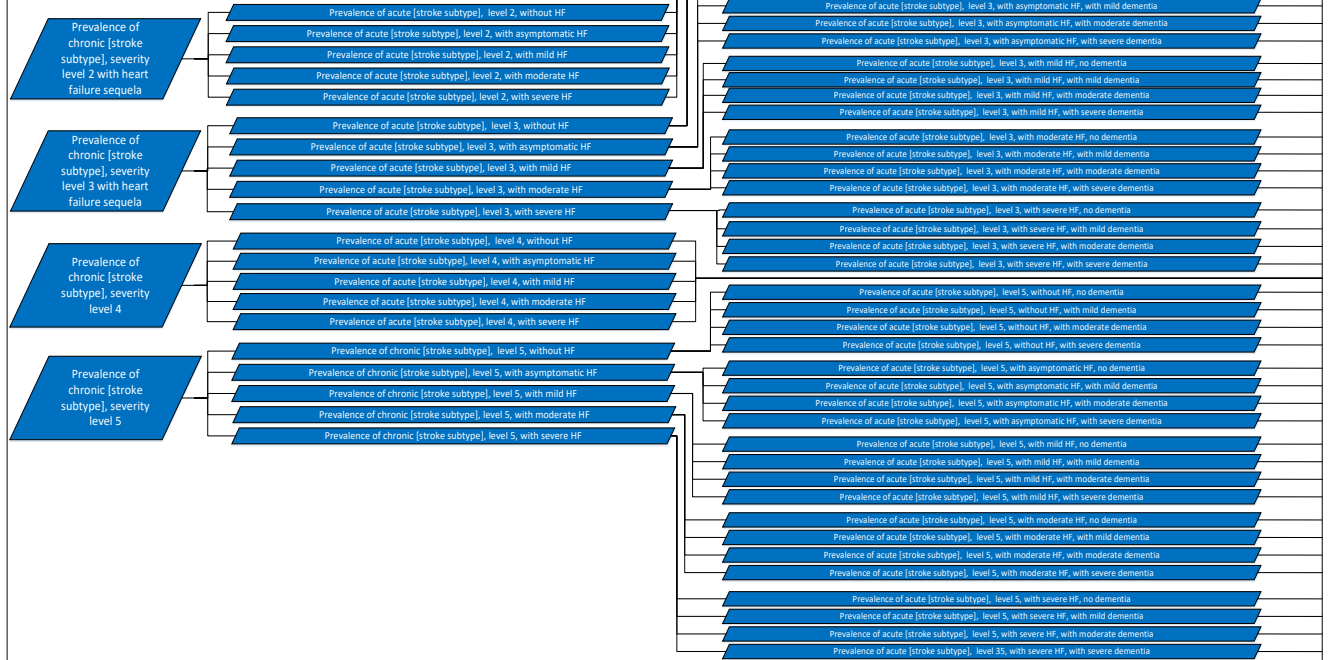 Prevalence of
chronic [stroke
subtype], severity
level 2 with heart
failure sequela
Prevalence of acute [stroke subtype], level 2, without HF
Prevalence of acute [stroke subtype], level 2, with asymptomatic HF
Prevalence of acute [stroke subtype], level 2, with mild HF
Prevalence of acute [stroke subtype], level 2, with moderate HF
Prevalence of acute [stroke subtype], level 2, with severe HF
Prevalence of
chronic [stroke
subtype], severity
level 3 with heart
failure sequela
Prevalence of acute [stroke subtype], level 3, without HF
Prevalence of acute [stroke subtype], level 3, with asymptomatic HF
Prevalence of acute [stroke subtype], level 3, with mild HF
Prevalence of acute [stroke subtype], level 3, with moderate HF
Prevalence of acute [stroke subtype], level 3, with severe HF
Prevalence of
chronic [stroke
subtype], severity
level 4
Prevalence of acute [stroke subtype], level 4, without HF
Prevalence of acute [stroke subtype], level 4, with asymptomatic HF
Prevalence of acute [stroke subtype], level 4, with mild HF
Prevalence of acute [stroke subtype], level 4, with moderate HF
Prevalence of acute [stroke subtype], level 4, with severe HF
Prevalence of
chronic [stroke
subtype], severity
level 5
Prevalence of chronic [stroke subtype], level 5, without HF
Prevalence of chronic [stroke subtype], level 5, with asymptomatic HF
Prevalence of chronic [stroke subtype], level 5, with mild HF
Prevalence of chronic [stroke subtype], level 5, with moderate HF
Prevalence of chronic [stroke subtype], level 5, with severe HF
Prevalence of acute [stroke subtype], level 3, with asymptomatic HF, with mild dementia
Prevalence of acute [stroke subtype], level 3, with asymptomatic HF, with moderate dementia
Prevalence of acute [stroke subtype], level 3, with asymptomatic HF, with severe dementia
Prevalence of acute [stroke subtype], level 3, with mild HF, no dementia
Prevalence of acute [stroke subtype], level 3, with mild HF, with mild dementia
Prevalence of acute [stroke subtype], level 3, with mild HF, with moderate dementia
Prevalence of acute [stroke subtype], level 3, with mild HF, with severe dementia
Prevalence of acute [stroke subtype], level 3, with moderate HF, no dementia
Prevalence of acute [stroke subtype], level 3, with moderate HF, with mild dementia
Prevalence of acute [stroke subtype], level 3, with moderate HF, with moderate dementia
Prevalence of acute [stroke subtype], level 3, with moderate HF, with severe dementia
Prevalence of acute [stroke subtype], level 3, with severe HF, no dementia
Prevalence of acute [stroke subtype], level 3, with severe HF, with mild dementia
Prevalence of acute [stroke subtype], level 3, with severe HF, with moderate dementia
Prevalence of acute [stroke subtype], level 3, with severe HF, with severe dementia
Prevalence of acute [stroke subtype], level 5, without HF, no dementia
Prevalence of acute [stroke subtype], level 5, without HF, with mild dementia
Prevalence of acute [stroke subtype], level 5, without HF, with moderate dementia
Prevalence of acute [stroke subtype], level 5, without HF, with severe dementia
Prevalence of acute [stroke subtype], level 5, with asymptomatic HF, no dementia
Prevalence of acute [stroke subtype], level 5, with asymptomatic HF, with mild dementia
Prevalence of acute [stroke subtype], level 5, with asymptomatic HF, with moderate dementia
Prevalence of acute [stroke subtype], level 5, with asymptomatic HF, with severe dementia
Prevalence of acute [stroke subtype], level 5, with mild HF, no dementia
Prevalence of acute [stroke subtype], level 5, with mild HF, with mild dementia
Prevalence of acute [stroke subtype], level 5, with mild HF, with moderate dementia
Prevalence of acute [stroke subtype], level 5, with mild HF, with severe dementia
Prevalence of acute [stroke subtype], level 5, with moderate HF, no dementia
Prevalence of acute [stroke subtype], level 5, with moderate HF, with mild dementia
Prevalence of acute [stroke subtype], level 5, with moderate HF, with moderate dementia
Prevalence of acute [stroke subtype], level 5, with moderate HF, with severe dementia
Prevalence of acute [stroke subtype], level 5, with severe HF, no dementia
Prevalence of acute [stroke subtype], level 5, with severe HF, with mild dementia
Prevalence of acute [stroke subtype], level 5, with severe HF, with moderate dementia
Prevalence of acute [stroke subtype], level 35, with severe HF, with severe dementia